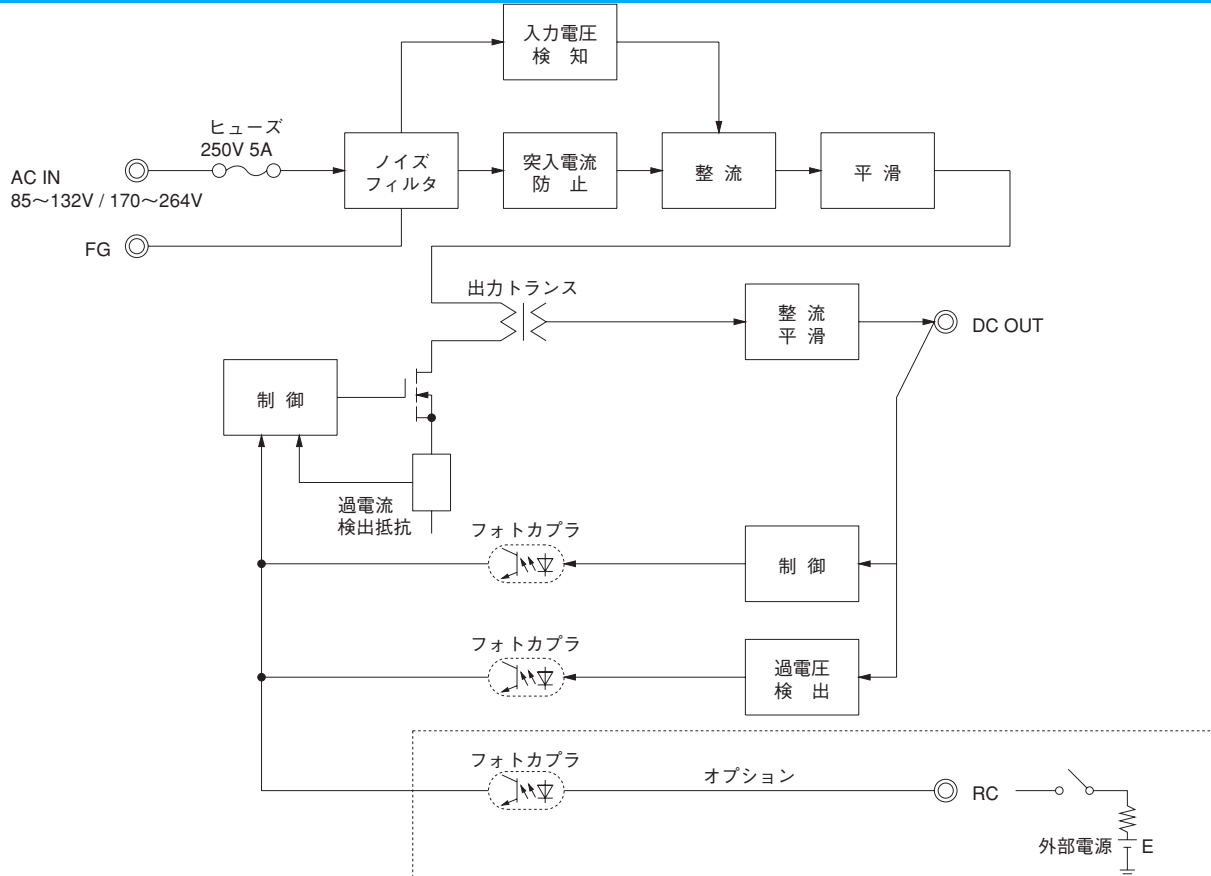 入力電圧
検 知
ヒューズ
250V 5A
AC IN
85～132V / 170～264V
ノイズ
フィルタ
突入電流
防 止
整 流
平 滑
FG
出力トランス
整 流
平 滑
DC OUT
制 御
過電流
検出抵抗
フォトカプラ
制 御
フォトカプラ
過電圧
検 出
フォトカプラ
オプション
RC
外部電源
E